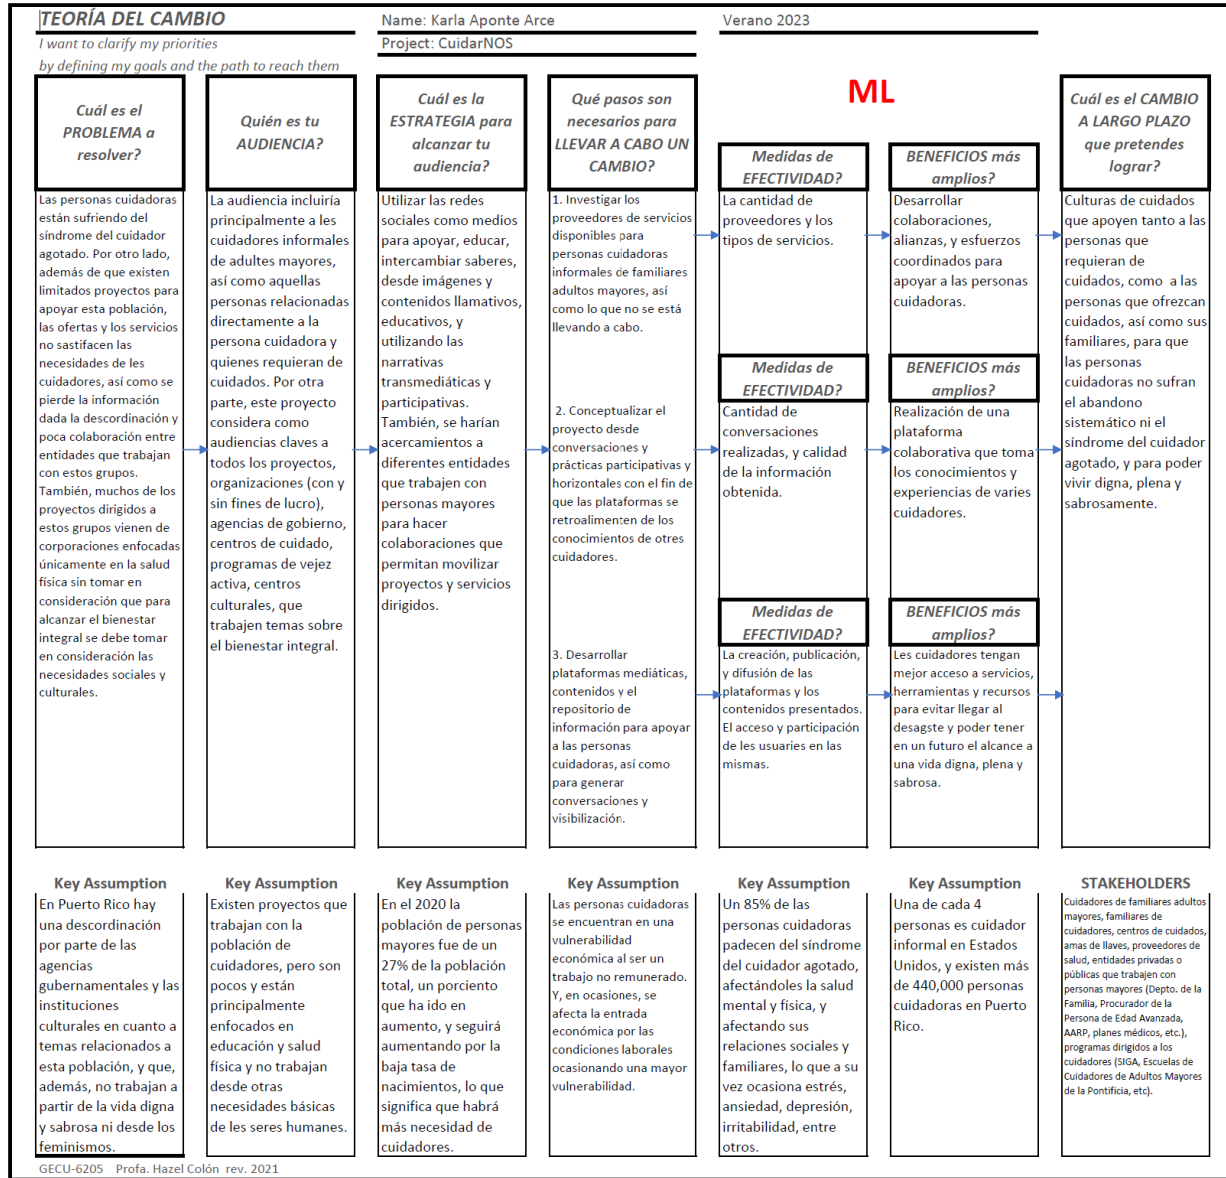 TEORÍA DEL CAMBIO
Name: Karla Aponte Arce
Verano 2023
I want to clarify my priorities
by defining my goals and the path to reach them
Project: CuidarNOS
ML
Cuál es el
PROBLEMA a
resolver?
Las personas cuidadoras
están sufriendo del
síndrome del cuidador
agotado. Por otro lado,
además de que existen
limitados proyectos para
apoyar esta población,
las ofertas y los servicios
no sastifacen las
necesidades de les
cuidadores, así como se
pierde la información
dada la descordinación y
poca colaboración entre
entidades que trabajan
con estos grupos.
También, muchos de los
proyectos dirigidos a
estos grupos vienen de
corporaciones enfocadas
únicamente en la salud
física sin tomar en
consideración que para
alcanzar el bienestar
integral se debe tomar
en consideración las
necesidades sociales y
culturales.
Quién es tu
AUDIENCIA?
La audiencia incluiría
principalmente a les
cuidadores informales
de adultes mayores,
así como aquellas
personas relacionadas
directamente a la
persona cuidadora y
quienes requieran de
cuidados. Por otra
parte, este proyecto
considera como
audiencias claves a
todos los proyectos,
organizaciones (con y
sin fines de lucro),
agencias de gobierno,
centros de cuidado,
programas de vejez
activa, centros
culturales, que
trabajen temas sobre
el bienestar integral.
Cuál es la
ESTRATEGIA para
alcanzar tu
audiencia?
Utilizar las redes
sociales como medios
para apoyar, educar,
intercambiar saberes,
desde imágenes y
contenidos llamativos,
educativos, y
utilizando las
narrativas
transmediáticas y
participativas.
También, se harían
acercamientos a
diferentes entidades
que trabajen con
personas mayores
para hacer
colaboraciones que
permitan movilizar
proyectos y servicios
dirigidos.
Qué pasos son
necesarios para
LLEVAR A CABO UN
CAMBIO?
1. Investigar los
proveedores de servicios
disponibles para
personas cuidadoras
informales de familiares
adultos mayores, así
como lo que no se está
llevando a cabo.
2. Conceptualizar el
proyecto desde
conversaciones y
prácticas participativas y
horizontales con el fin de
que las plataformas se
retroalimenten de los
conocimientos de otres
cuidadores.
3. Desarrollar
plataformas mediáticas,
contenidos y el
repositorio de
información para apoyar
a las personas
cuidadoras, así como
para generar
conversaciones y
visibilización.
Medidas de
EFECTIVIDAD?
La cantidad de
proveedores y los
tipos de servicios.
Medidas de
EFECTIVIDAD?
Cantidad de
conversaciones
realizadas, y calidad
de la información
obtenida.
Medidas de
EFECTIVIDAD?
La creación, publicación,
y difusión de las
plataformas y los
contenidos presentados.
El acceso y participación
de les usuaries en las
mismas.
BENEFICIOS más
amplios?
Desarrollar
colaboraciones,
alianzas, y esfuerzos
coordinados para
apoyar a las personas
cuidadoras.
BENEFICIOS más
amplios?
Realización de una
plataforma
colaborativa que toma
los conocimientos y
experiencias de varies
cuidadores.
BENEFICIOS más
amplios?
Les cuidadores tengan
mejor acceso a servicios,
herramientas y recursos
para evitar llegar al
desagste y poder tener
en un futuro el alcance a
una vida digna, plena y
sabrosa.
Cuál es el CAMBIO
A LARGO PLAZO
que pretendes
lograr?
Culturas de cuidados
que apoyen tanto a las
personas que
requieran de
cuidados, como a las
personas que ofrezcan
cuidados, así como sus
familiares, para que
las personas
cuidadoras no sufran
el abandono
sistemático ni el
síndrome del cuidador
agotado, y para poder
vivir digna, plena y
sabrosamente.
Key Assumption
En Puerto Rico hay
una descordinación
por parte de las
agencias
gubernamentales y las
instituciones
culturales en cuanto a
temas relacionados a
esta población, y que,
además, no trabajan a
partir de la vida digna
y sabrosa ni desde los
feminismos.
Key Assumption
Existen proyectos que
trabajan con la
población de
cuidadores, pero son
pocos y están
principalmente
enfocados en
educación y salud
física y no trabajan
desde otras
necesidades básicas
de les seres humanes.
Key Assumption
En el 2020 la
población de personas
mayores fue de un
27% de la población
total, un porciento
que ha ido en
aumento, y seguirá
aumentando por la
baja tasa de
nacimientos, lo que
significa que habrá
más necesidad de
cuidadores.
Key Assumption
Las personas cuidadoras
se encuentran en una
vulnerabilidad
económica al ser un
trabajo no remunerado.
Y, en ocasiones, se
afecta la entrada
económica por las
condiciones laborales
ocasionando una mayor
vulnerabilidad.
Key Assumption
Un 85% de las
personas cuidadoras
padecen del síndrome
del cuidador agotado,
afectándoles la salud
mental y física, y
afectando sus
relaciones sociales y
familiares, lo que a su
vez ocasiona estrés,
ansiedad, depresión,
irritabilidad, entre
otros.
Key Assumption
Una de cada 4
personas es cuidador
informal en Estados
Unidos, y existen más
de 440,000 personas
cuidadoras en Puerto
Rico.
STAKEHOLDERS
Cuidadores de familiares adultos
mayores, familiares de
cuidadores, centros de cuidados,
amas de llaves, proveedores de
salud, entidades privadas o
públicas que trabajen con
personas mayores (Depto. de la
Familia, Procurador de la
Persona de Edad Avanzada,
AARP, planes médicos, etc.),
programas dirigidos a los
cuidadores (SIGA, Escuelas de
Cuidadores de Adultos Mayores
de la Pontificia, etc).
GECU-6205 Profa. Hazel Colón rev. 2021